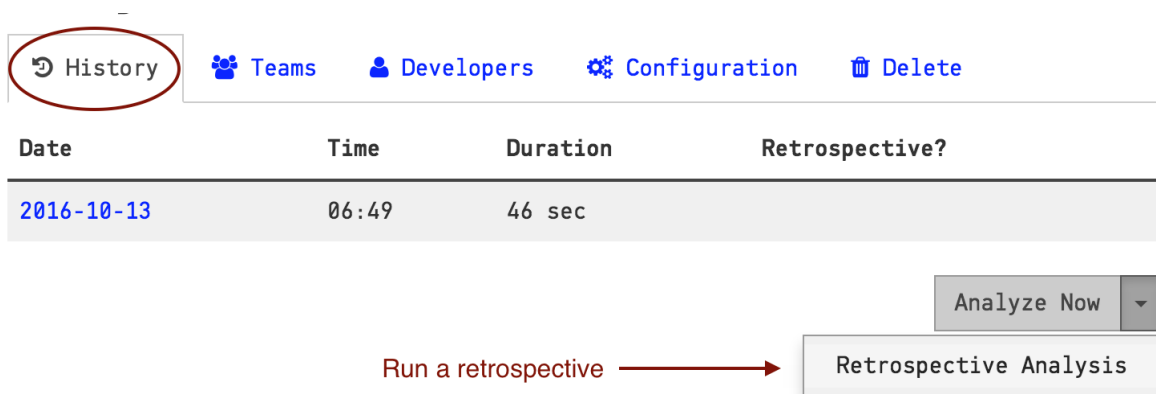 History Teams Developers Configuration Delete
Date Time Duration Retrospective?
2016-10-13 06:49 46 sec
Analyze Now
Run a retrospective Retrospective Analysis